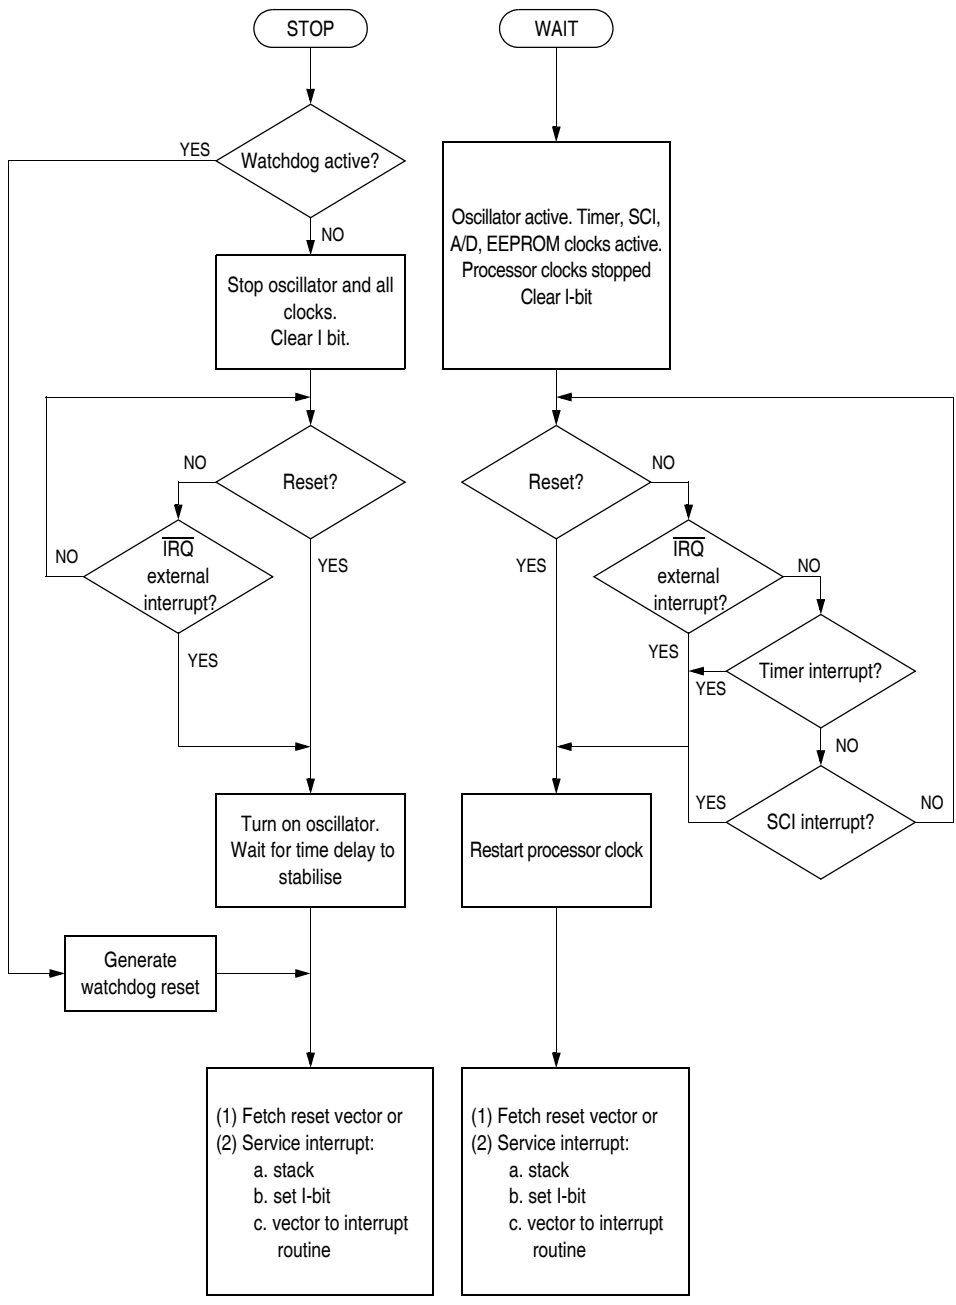 STOP
WAIT
YES
Watchdog active?
NO
Stop oscillator and all
clocks.
Clear I bit.
Oscillator active. Timer, SCI,
A/D, EEPROM clocks active.
Processor clocks stopped
Clear I-bit
NO
Reset?
YES
NO
IRQ
external
interrupt?
YES
Reset?
NO
YES
IRQ
external
interrupt?
NO
YES
Timer interrupt?
YES
NO
YES
SCI interrupt?
NO
Turn on oscillator.
Wait for time delay to
stabilise
Restart processor clock
Generate
watchdog reset
(1) Fetch reset vector or
(2) Service interrupt:
a. stack
b. set I-bit
c. vector to interrupt
routine
(1) Fetch reset vector or
(2) Service interrupt:
a. stack
b. set I-bit
c. vector to interrupt
routine